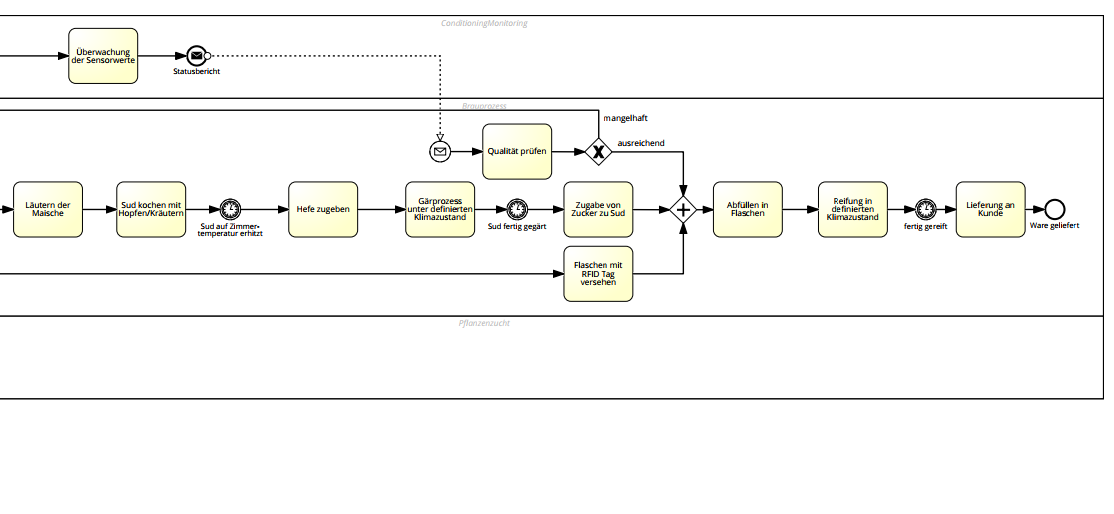 ConditioningMonitoring
Überwachung
der Sensorwerte
Statusbericht
Brauprozess
mangelhaft
ausreichend
Qualität prüfen
Läutern der
Maische
Sud kochen mit
Hopfen/Kräutern
Sud auf Zimmer-
temperatur erhitzt
Hefe zugeben
Gärprozess
unter definierten
Klimazustand
Sud fertig gegärt
Zugabe von
Zucker zu Sud
Abfüllen in
Flaschen
Reifung in
definierten
Klimazustand
fertig gereift
Lieferung an
Kunde
Ware geliefert
Flaschen mit
RFID Tag
versehen
Pflanzenzucht